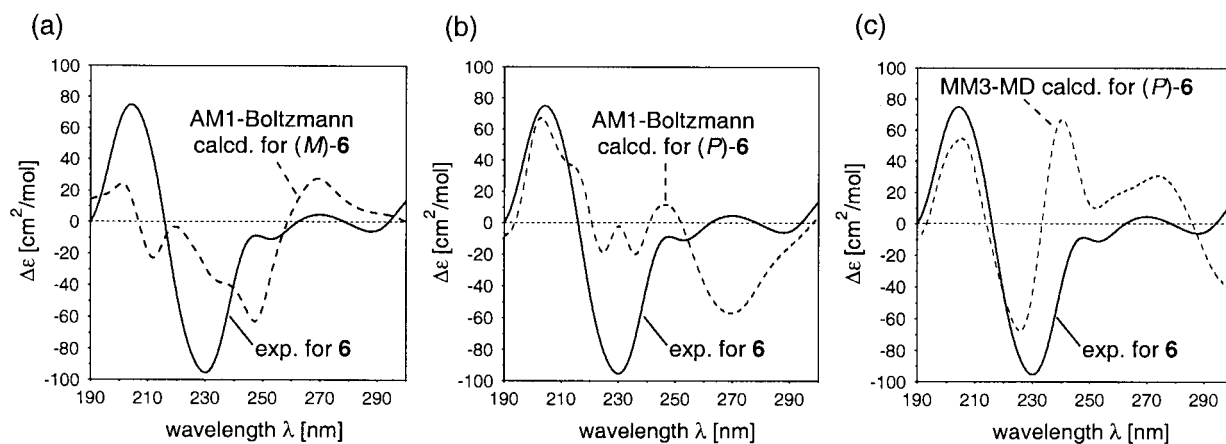 (a)
100
80
60
40
20
0
-20
-40
-60
-80
-100
Δε [cm²/mol]
AM1-Boltzmann
calcd. for (M)-6
exp. for 6
190 210 230 250 270 290
wavelength λ [nm]
(b)
100
80
60
40
20
0
-20
-40
-60
-80
-100
Δε [cm²/mol]
AM1-Boltzmann
calcd. for (P)-6
exp. for 6
190 210 230 250 270 290
wavelength λ [nm]
(c)
100
80
60
40
20
0
-20
-40
-60
-80
-100
Δε [cm²/mol]
MM3-MD calcd. for (P)-6
exp. for 6
190 210 230 250 270 290
wavelength λ [nm]